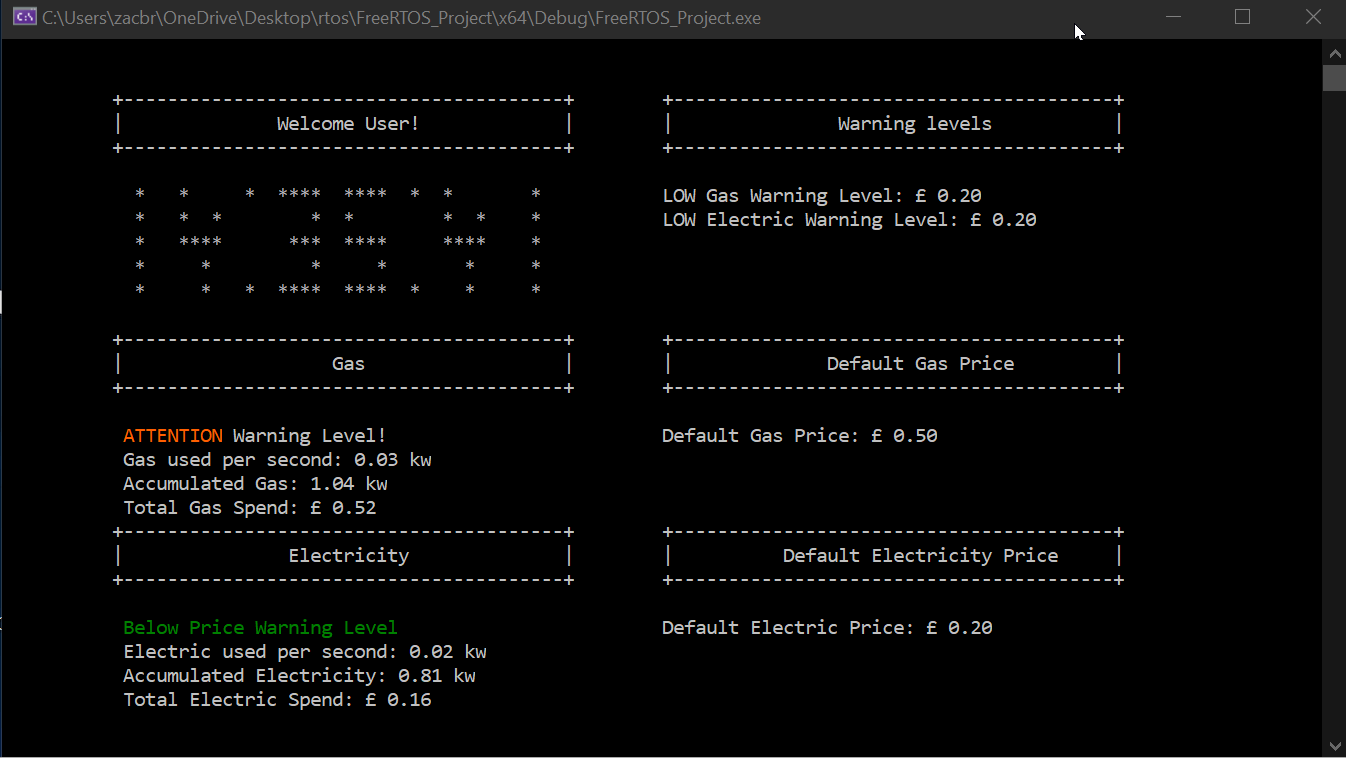 C:\Users\zacbr\OneDrive\Desktop\rtos\FreeRTOS_Project\x64\Debug\FreeRTOS_Project.exe
Welcome User!
14:35:41
Warning levels
LOW Gas Warning Level: £ 0.20
LOW Electric Warning Level: £ 0.20
Gas
ATTENTION Warning Level!
Gas used per second: 0.03 kw
Accumulated Gas: 1.04 kw
Total Gas Spend: £ 0.52
Default Gas Price
Default Gas Price: £ 0.50
Electricity
Below Price Warning Level
Electric used per second: 0.02 kw
Accumulated Electricity: 0.81 kw
Total Electric Spend: £ 0.16
Default Electricity Price
Default Electric Price: £ 0.20